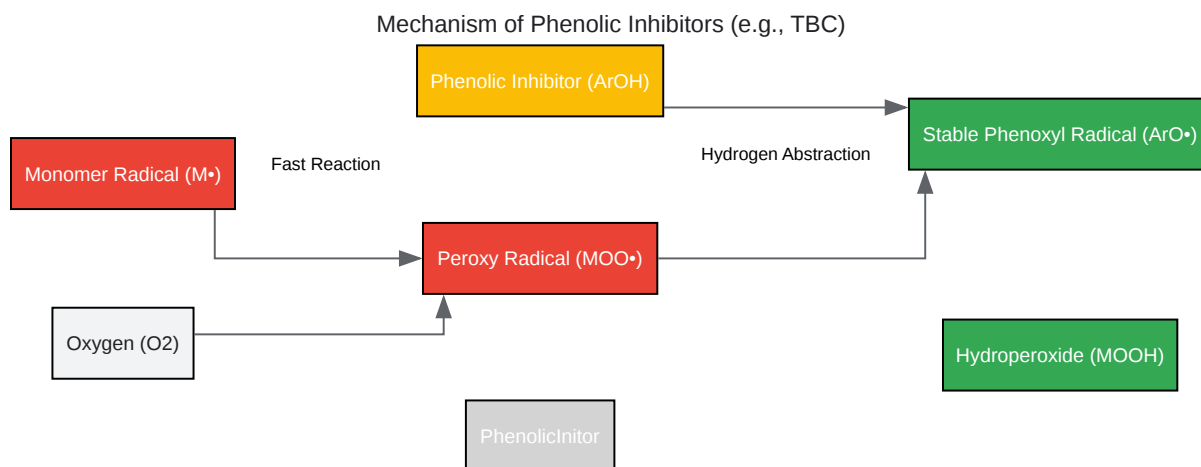 Mechanism of Phenolic Inhibitors (e.g., TBC)
Phenolic Inhibitor (ArOH)
Stable Phenoxyl Radical (ArO•)
Monomer Radical (M•)
Fast Reaction
Hydrogen Abstraction
Peroxy Radical (MOO•)
Oxygen (O2)
Hydroperoxide (MOOH)
PhenolicInitor